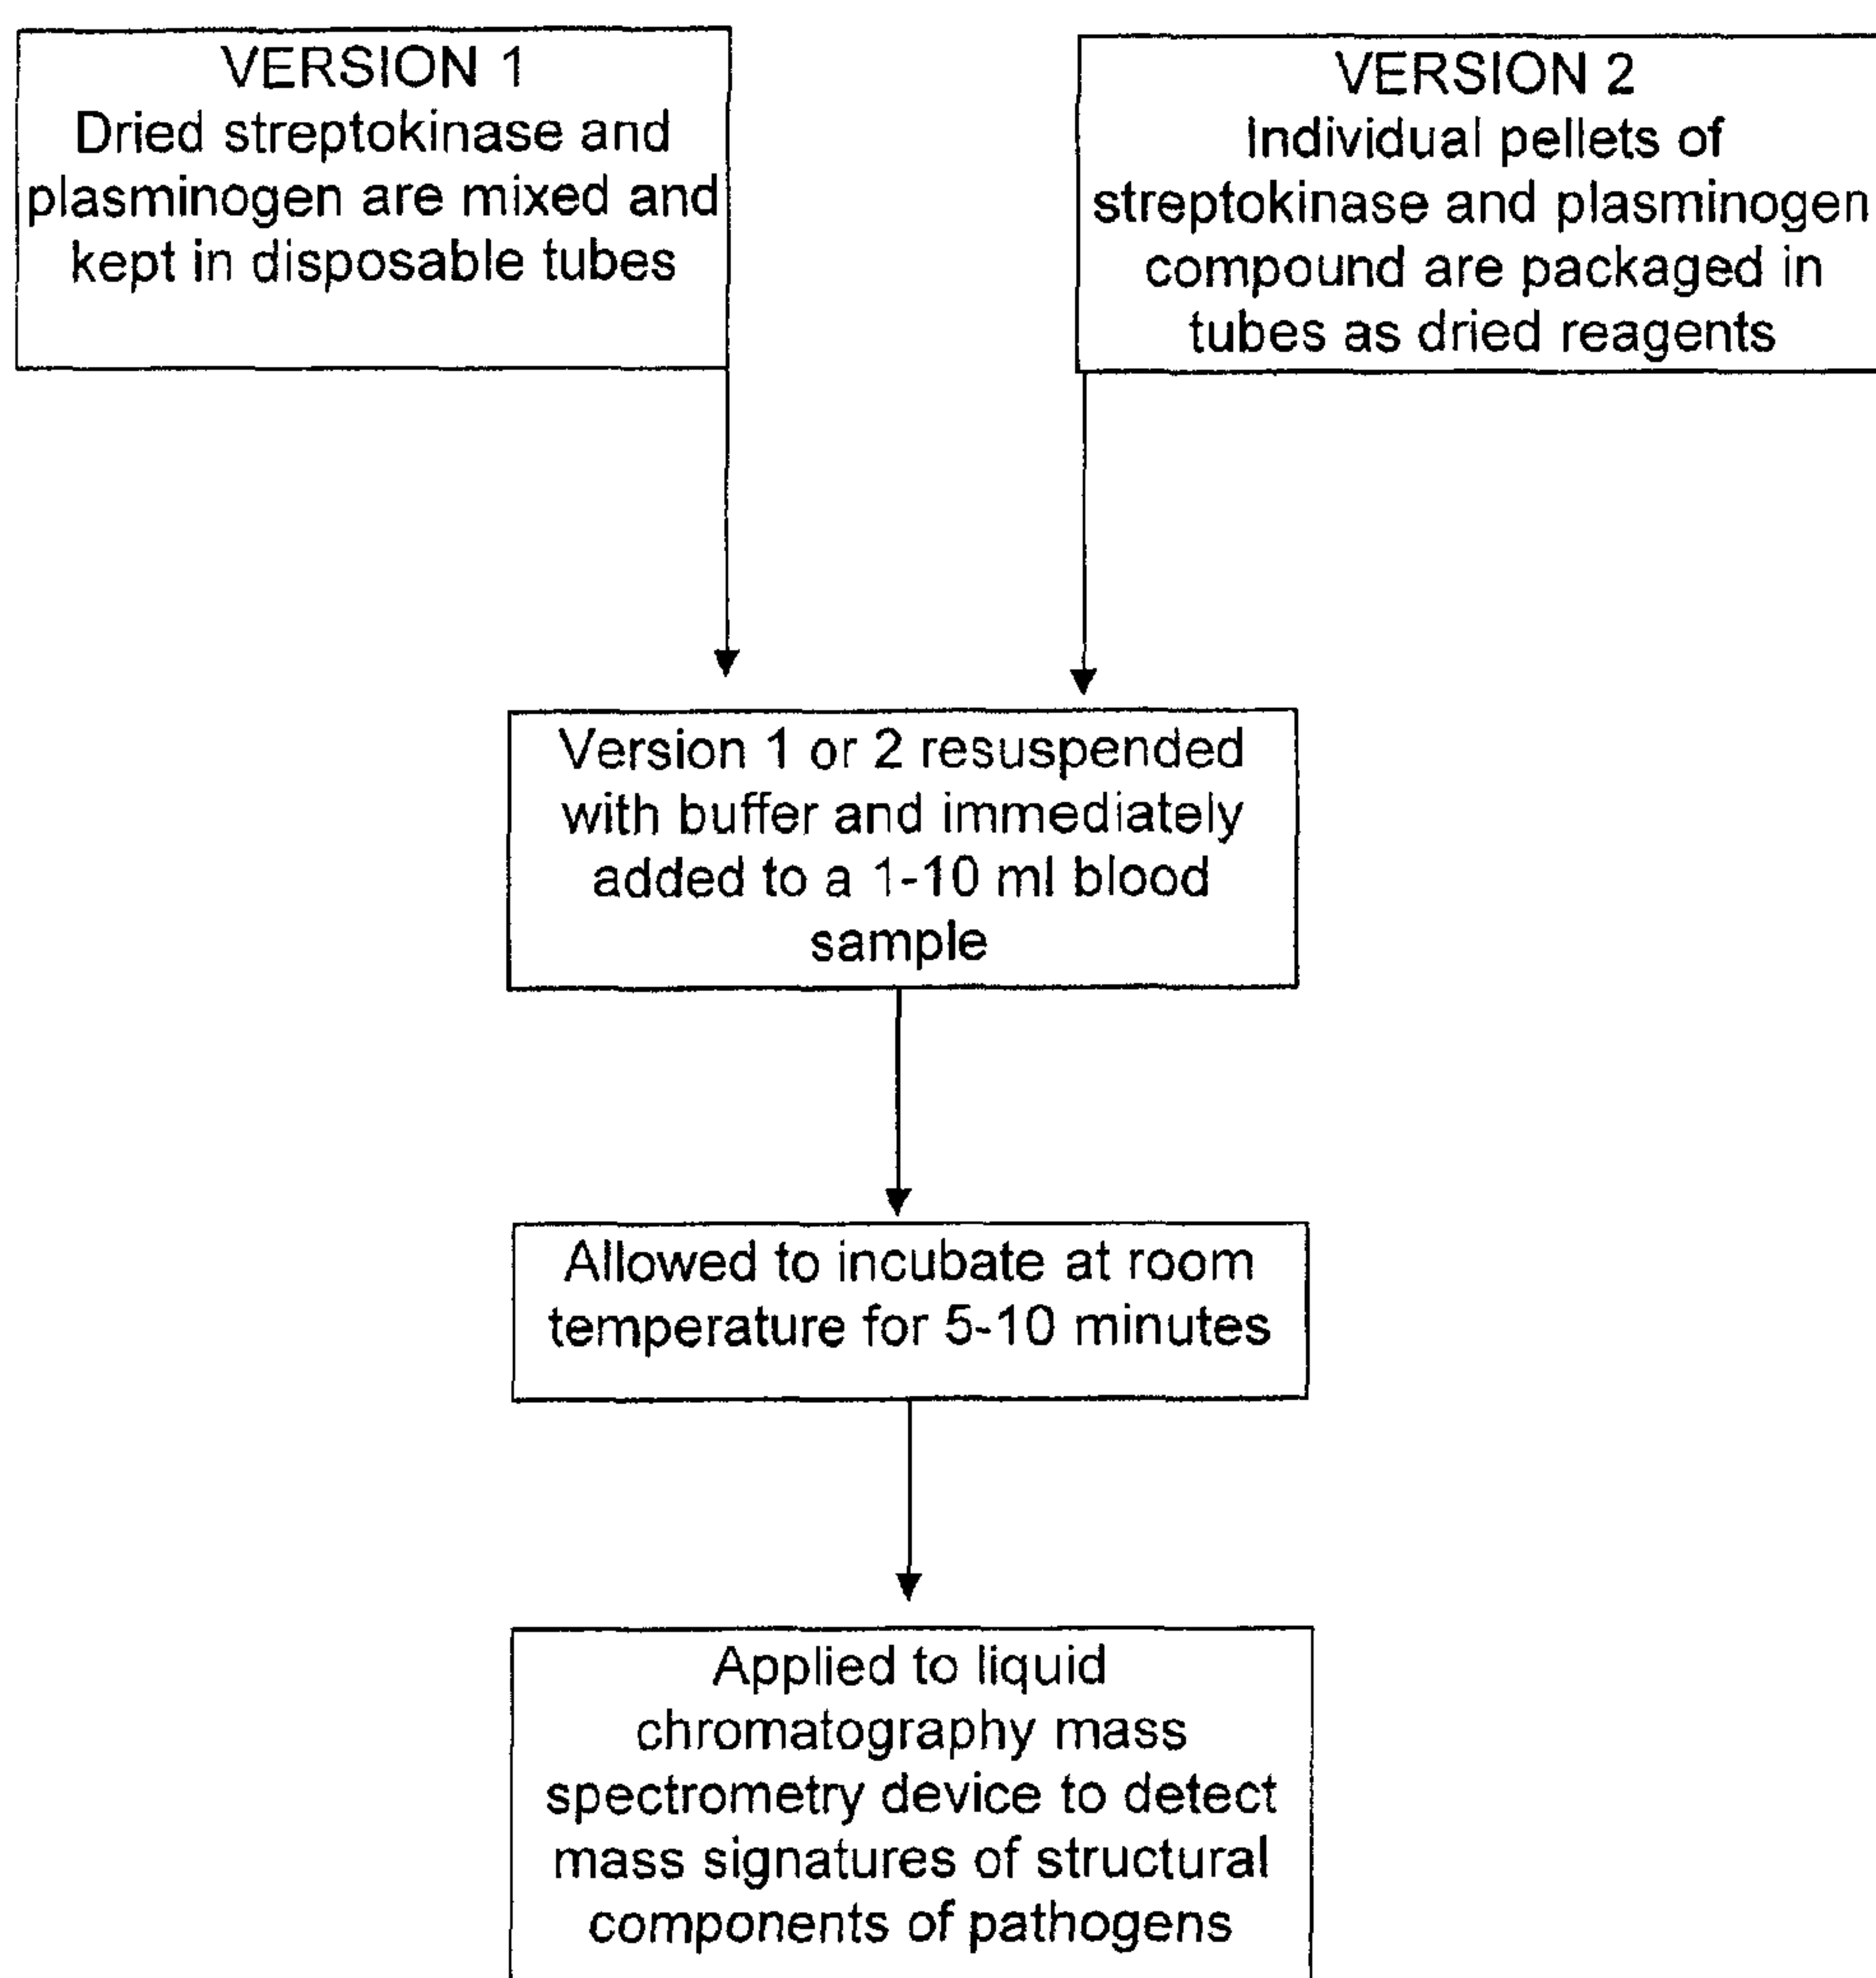 VERSION 1
Dried streptokinase and
plasminogen are mixed and
kept in disposable tubes
VERSION 2
Individual pellets of
streptokinase and plasminogen
compound are packaged in
tubes as dried reagents
Version 1 or 2 resuspended
with buffer and immediately
added to a 1-10 ml blood
sample
Allowed to incubate at room
temperature for 5-10 minutes
Applied to liquid
chromatography mass
spectrometry device to detect
mass signatures of structural
components of pathogens